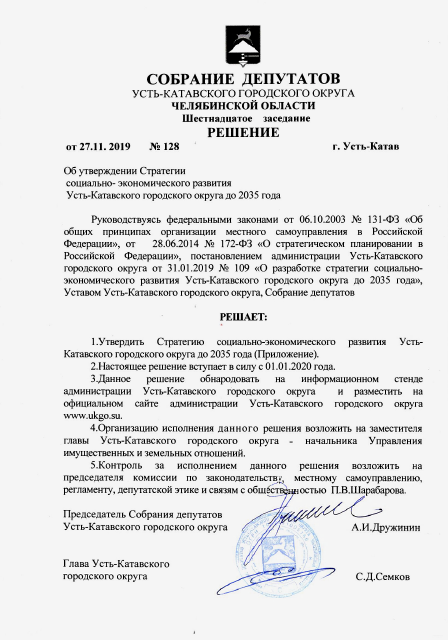 СОБРАНИЕ ДЕПУТАТОВ
УСТЬ-КАТАВСКОГО ГОРОДСКОГО ОКРУГА
ЧЕЛЯБИНСКОЙ ОБЛАСТИ
Шестнадцатое заседание
РЕШЕНИЕ
от 27.11. 2019 № 128 г. Усть-Катав
Об утверждении Стратегии
социально- экономического развития
Усть-Катавского городского округа до 2035 года
Руководствуясь федеральными законами от 06.10.2003 № 131-ФЗ «Об
общих принципах организации местного самоуправления в Российской
Федерации», от 28.06.2014 № 172-ФЗ «О стратегическом планировании в
Российской Федерации», постановлением администрации Усть-Катавского
городского округа от 31.01.2019 № 109 «О разработке стратегии социально-
экономического развития Усть-Катавского городского округа до 2035 года»,
Уставом Усть-Катавского городского округа, Собрание депутатов
РЕШАЕТ:
1.Утвердить Стратегию социально-экономического развития Усть-
Катавского городского округа до 2035 года (Приложение).
2.Настоящее решение вступает в силу с 01.01.2020 года.
3.Данное решение обнародовать на информационном стенде
администрации Усть-Катавского городского округа и разместить на
официальном сайте администрации Усть-Катавского городского округа
www.ukgo.su.
4.Организацию исполнения данного решения возложить на заместителя
главы Усть-Катавского городского округа - начальника Управления
имущественных и земельных отношений.
5.Контроль за исполнением данного решения возложить на
председателя комиссии по законодательству, местному самоуправлению,
регламенту, депутатской этике и связям с общественностью П.В.Шарабарова.
Председатель Собрания депутатов
Усть-Катавского городского округа А.И.Дружинин
Глава Усть-Катавского
городского округа С.Д.Семков